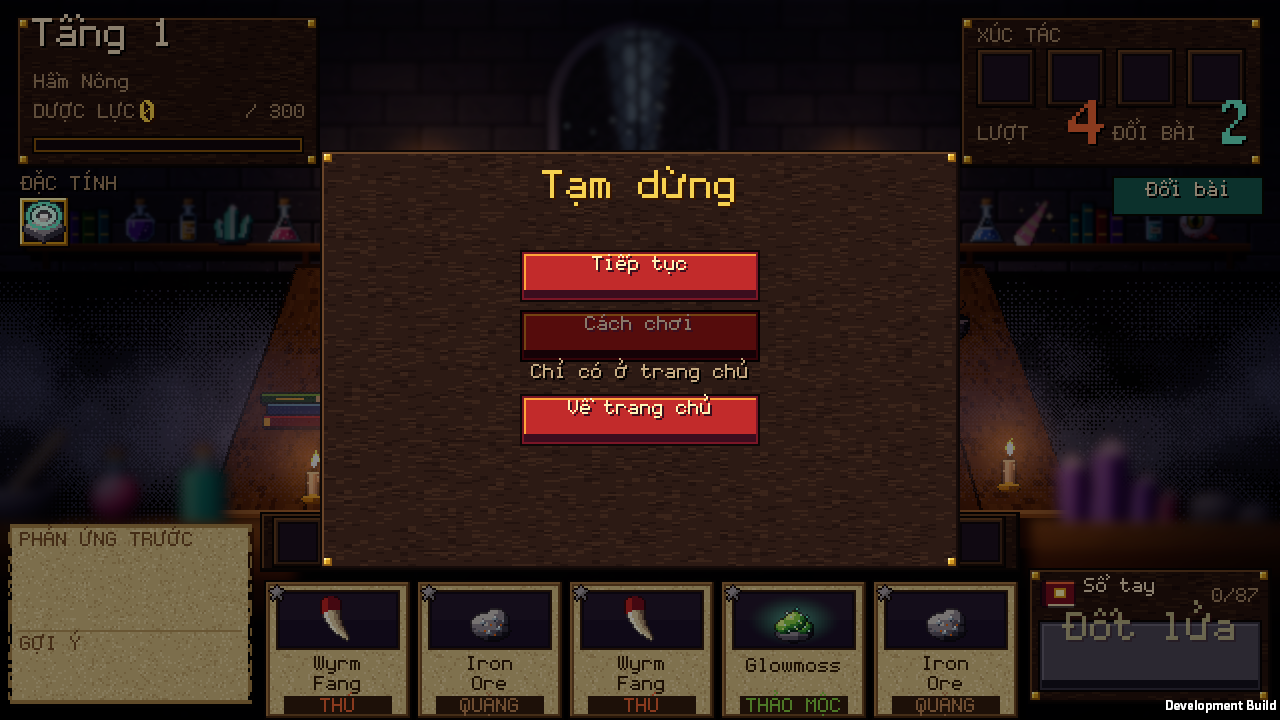 Tầng 1
Hầm Nông
DƯỢC LỰC 0 / 300
ĐẶC TÍNH
XÚC TÁC
LƯỢT 4 ĐỔI BÀI 2
Đổi bài
Tạm dừng
Tiếp tục
Cách chơi
Chỉ có ở trang chủ
Về trang chủ
PHẢN ỨNG TRƯỚC
GỢI Ý
Wyrm
Fang
THÚ
Iron
Ore
QUẶNG
Wyrm
Fang
THÚ
Glowmoss
THẢO MỘC
Iron
Ore
QUẶNG
Sổ tay
0/87
Đốt lửa
Development Build